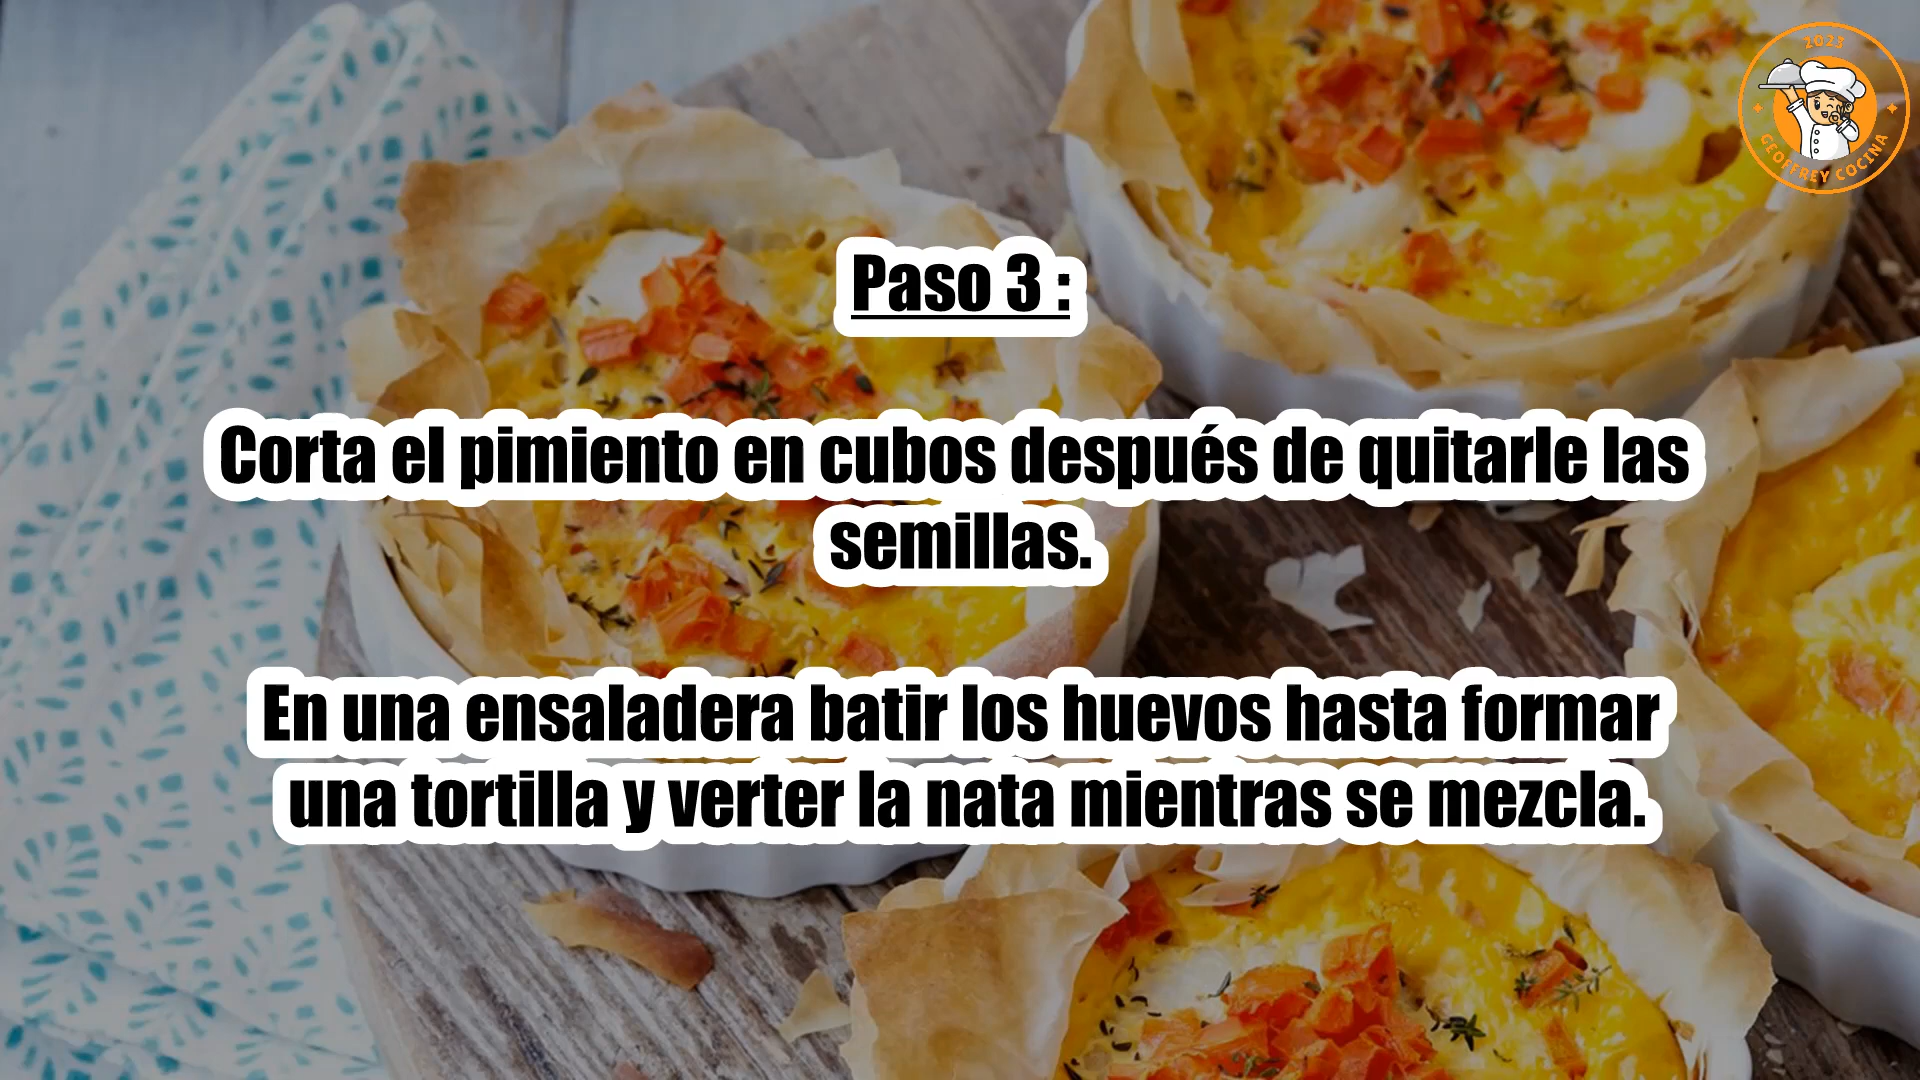 2023
GEOFFREY COCINA
Paso 3 :
Corta el pimiento en cubos después de quitarle las
semillas.
En una ensaladera batir los huevos hasta formar
una tortilla y verter la nata mientras se mezcla.